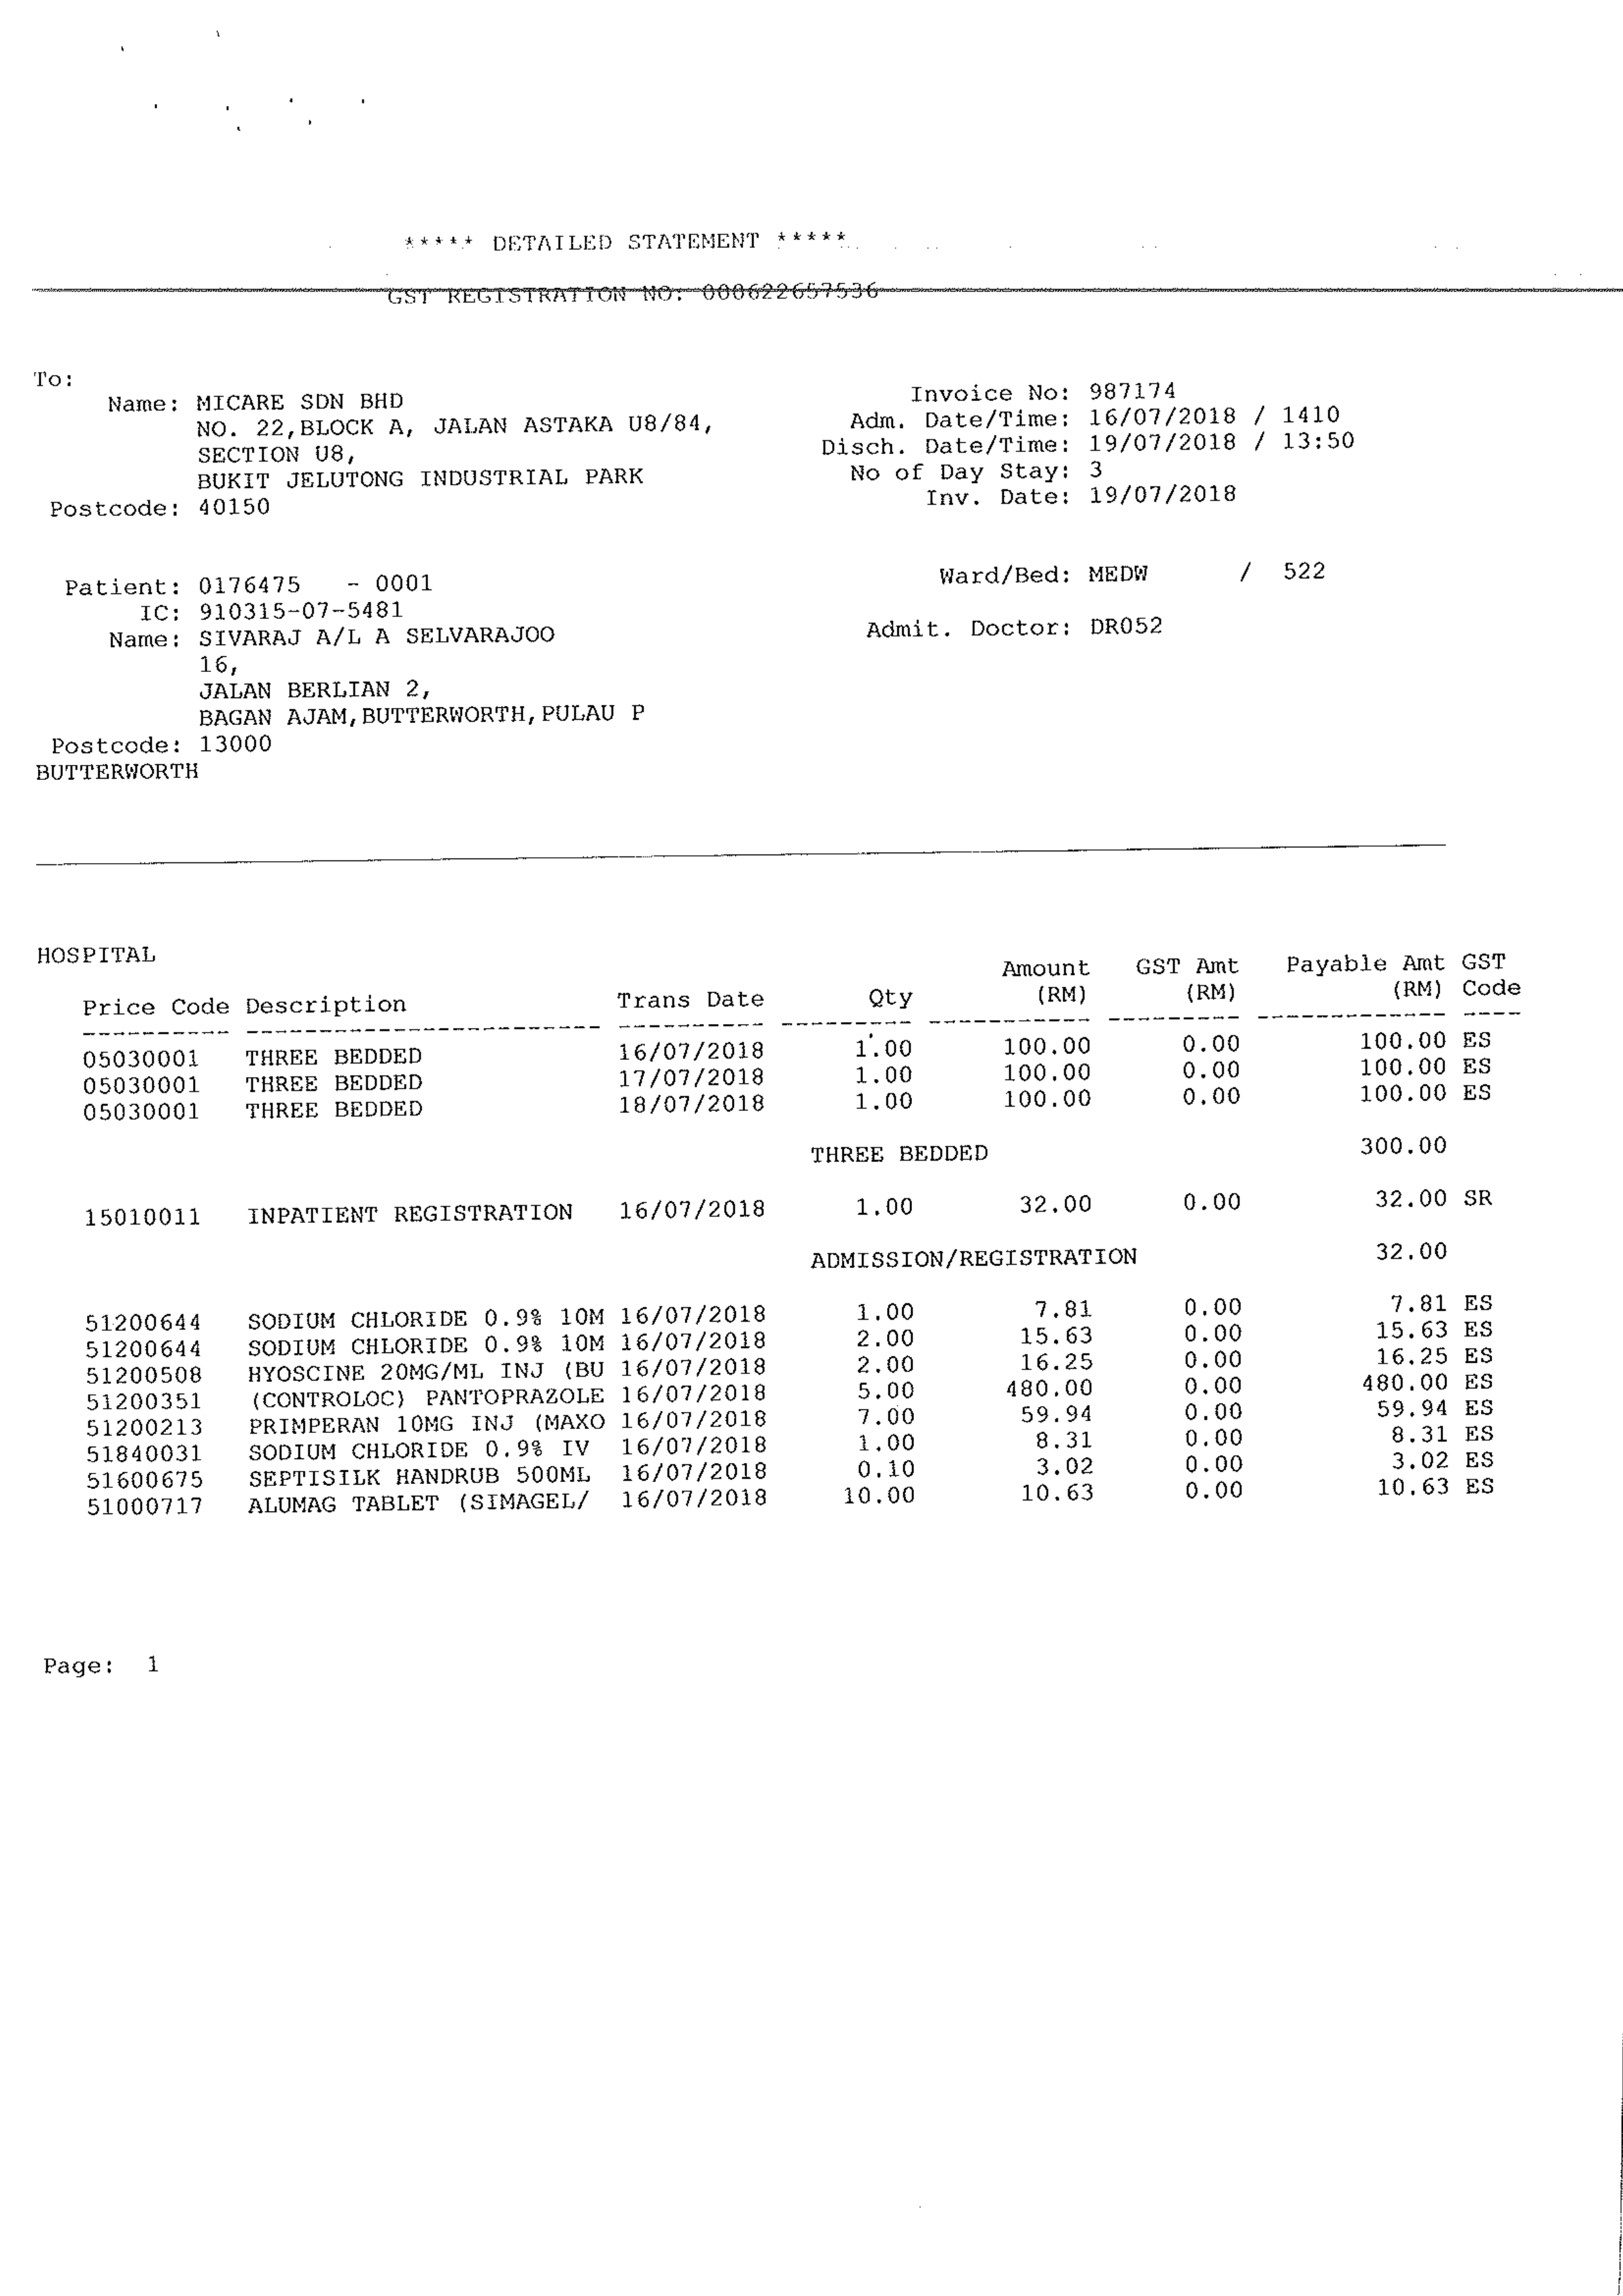 ***** DETAILED STATEMENT *****
GST REGISTRATION NO: 000622657536
To:
Name: MICARE SDN BHD
NO. 22,BLOCK A, JALAN ASTAKA U8/84,
SECTION U8,
BUKIT JELUTONG INDUSTRIAL PARK
Postcode: 40150
Invoice No: 987174
Adm. Date/Time: 16/07/2018 / 1410
Disch. Date/Time: 19/07/2018 / 13:50
No of Day Stay: 3
Inv. Date: 19/07/2018
Patient: 0176475 - 0001
IC: 910315-07-5481
Name: SIVARAJ A/L A SELVARAJOO
16,
JALAN BERLIAN 2,
BAGAN AJAM,BUTTERWORTH,PULAU P
Postcode: 13000
BUTTERWORTH
Ward/Bed: MEDW / 522
Admit. Doctor: DR052
HOSPITAL
Amount GST Amt Payable Amt GST
Price Code Description Trans Date Qty (RM) (RM) (RM) Code
05030001 THREE BEDDED 16/07/2018 1.00 100.00 0.00 100.00 ES
05030001 THREE BEDDED 17/07/2018 1.00 100.00 0.00 100.00 ES
05030001 THREE BEDDED 18/07/2018 1.00 100.00 0.00 100.00 ES
THREE BEDDED 300.00
15010011 INPATIENT REGISTRATION 16/07/2018 1.00 32.00 0.00 32.00 SR
ADMISSION/REGISTRATION 32.00
51200644 SODIUM CHLORIDE 0.9% 10M 16/07/2018 1.00 7.81 0.00 7.81 ES
51200644 SODIUM CHLORIDE 0.9% 10M 16/07/2018 2.00 15.63 0.00 15.63 ES
51200508 HYOSCINE 20MG/ML INJ (BU 16/07/2018 2.00 16.25 0.00 16.25 ES
51200351 (CONTROLOC) PANTOPRAZOLE 16/07/2018 5.00 480.00 0.00 480.00 ES
51200213 PRIMPERAN 10MG INJ (MAXO 16/07/2018 7.00 59.94 0.00 59.94 ES
51840031 SODIUM CHLORIDE 0.9% IV 16/07/2018 1.00 8.31 0.00 8.31 ES
51600675 SEPTISILK HANDRUB 500ML 16/07/2018 0.10 3.02 0.00 3.02 ES
51000717 ALUMAG TABLET (SIMAGEL/ 16/07/2018 10.00 10.63 0.00 10.63 ES
Page: 1